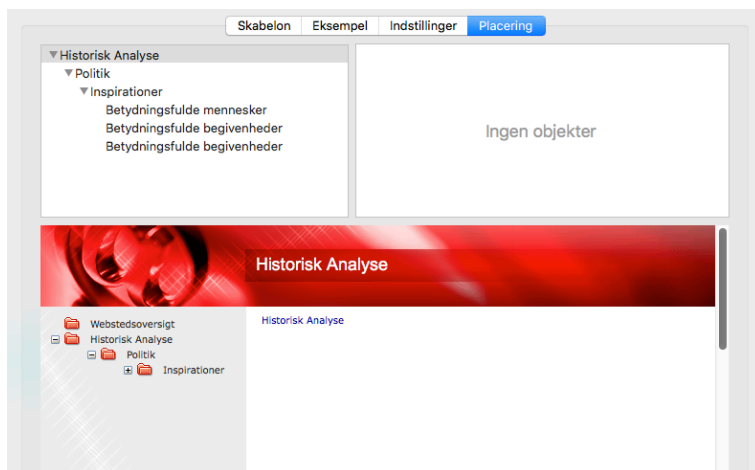 Skabelon Eksempel Indstillinger Placering
Historisk Analyse
Politik
Inspirationer
Betydningsfulde mennesker
Betydningsfulde begivenheder
Betydningsfulde begivenheder
Ingen objekter
Historisk Analyse
Webstedsoversigt
Historisk Analyse
Politik
Inspirationer
Historisk Analyse